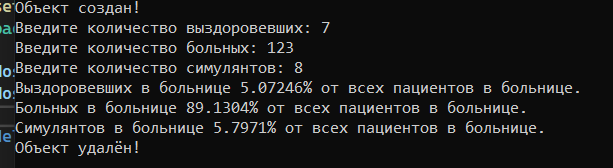 Объект создан!
Введите количество выздоровевших: 7
Введите количество больных: 123
Введите количество симулянтов: 8
Выздоровевших в больнице 5.07246% от всех пациентов в больнице.
Больных в больнице 89.1304% от всех пациентов в больнице.
Симулянтов в больнице 5.7971% от всех пациентов в больнице.
Объект удалён!